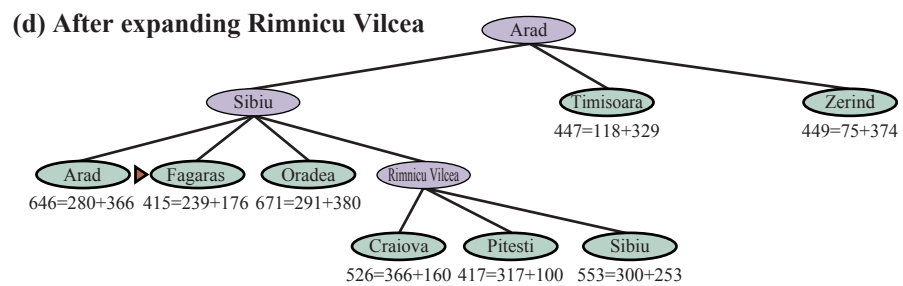 (d) After expanding Rimnicu Vilcea
Arad
Sibiu
Timisoara
Zerind
447=118+329
449=75+374
Arad
Fagaras
Oradea
Rimnicu Vilcea
646=280+366
415=239+176
671=291+380
Craiova
Pitesti
Sibiu
526=366+160
417=317+100
553=300+253